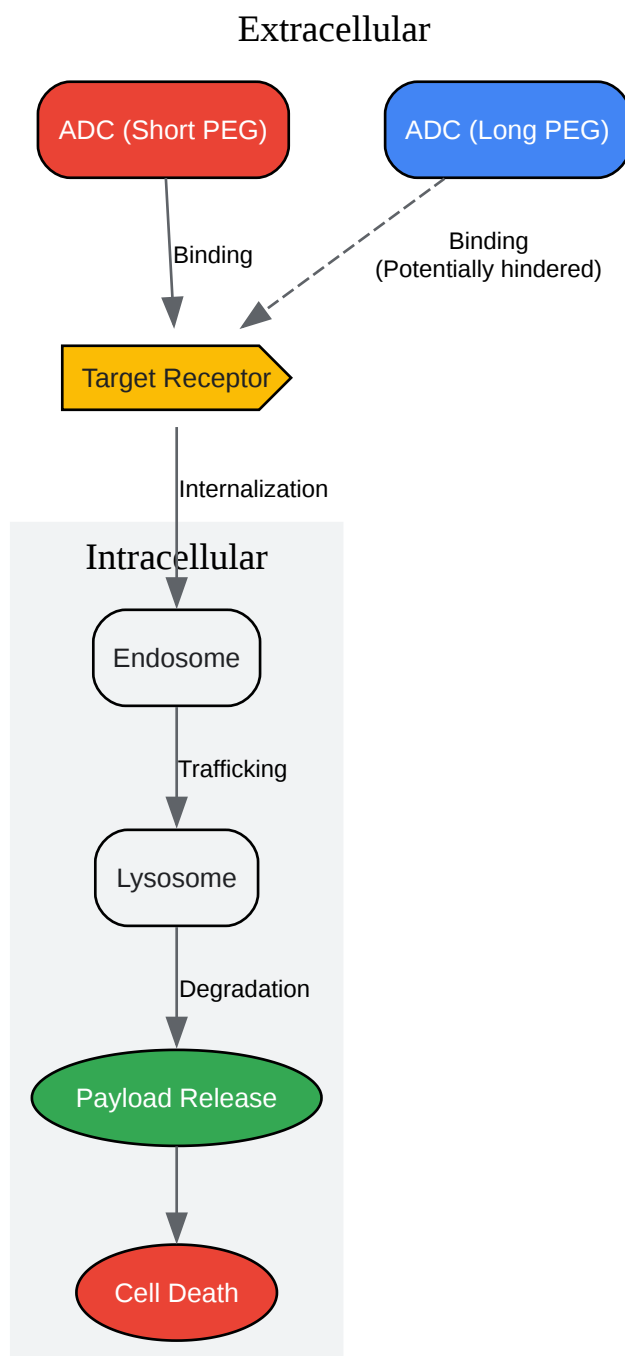 Extracellular
ADC (Short PEG)
ADC (Long PEG)
Binding
Binding
(Potentially hindered)
Target Receptor
Internalization
Intracellular
Endosome
Trafficking
Lysosome
Degradation
Payload Release
Cell Death